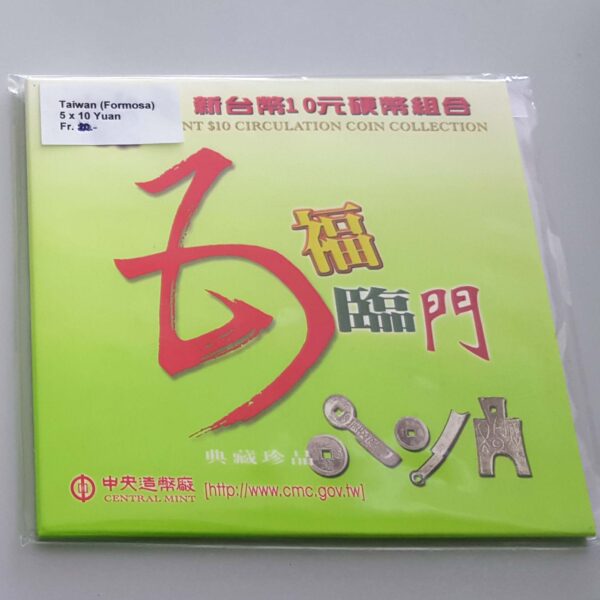 Taiwan (Formosa)
5 x 10 Yuan
Fr.
新台幣10元硬幣組合
NT $10 CIRCULATION COIN COLLECTION
五福
臨門
典藏珍品
中央造幣廠
CENTRAL MINT
[http://www.cmc.gov.tw]